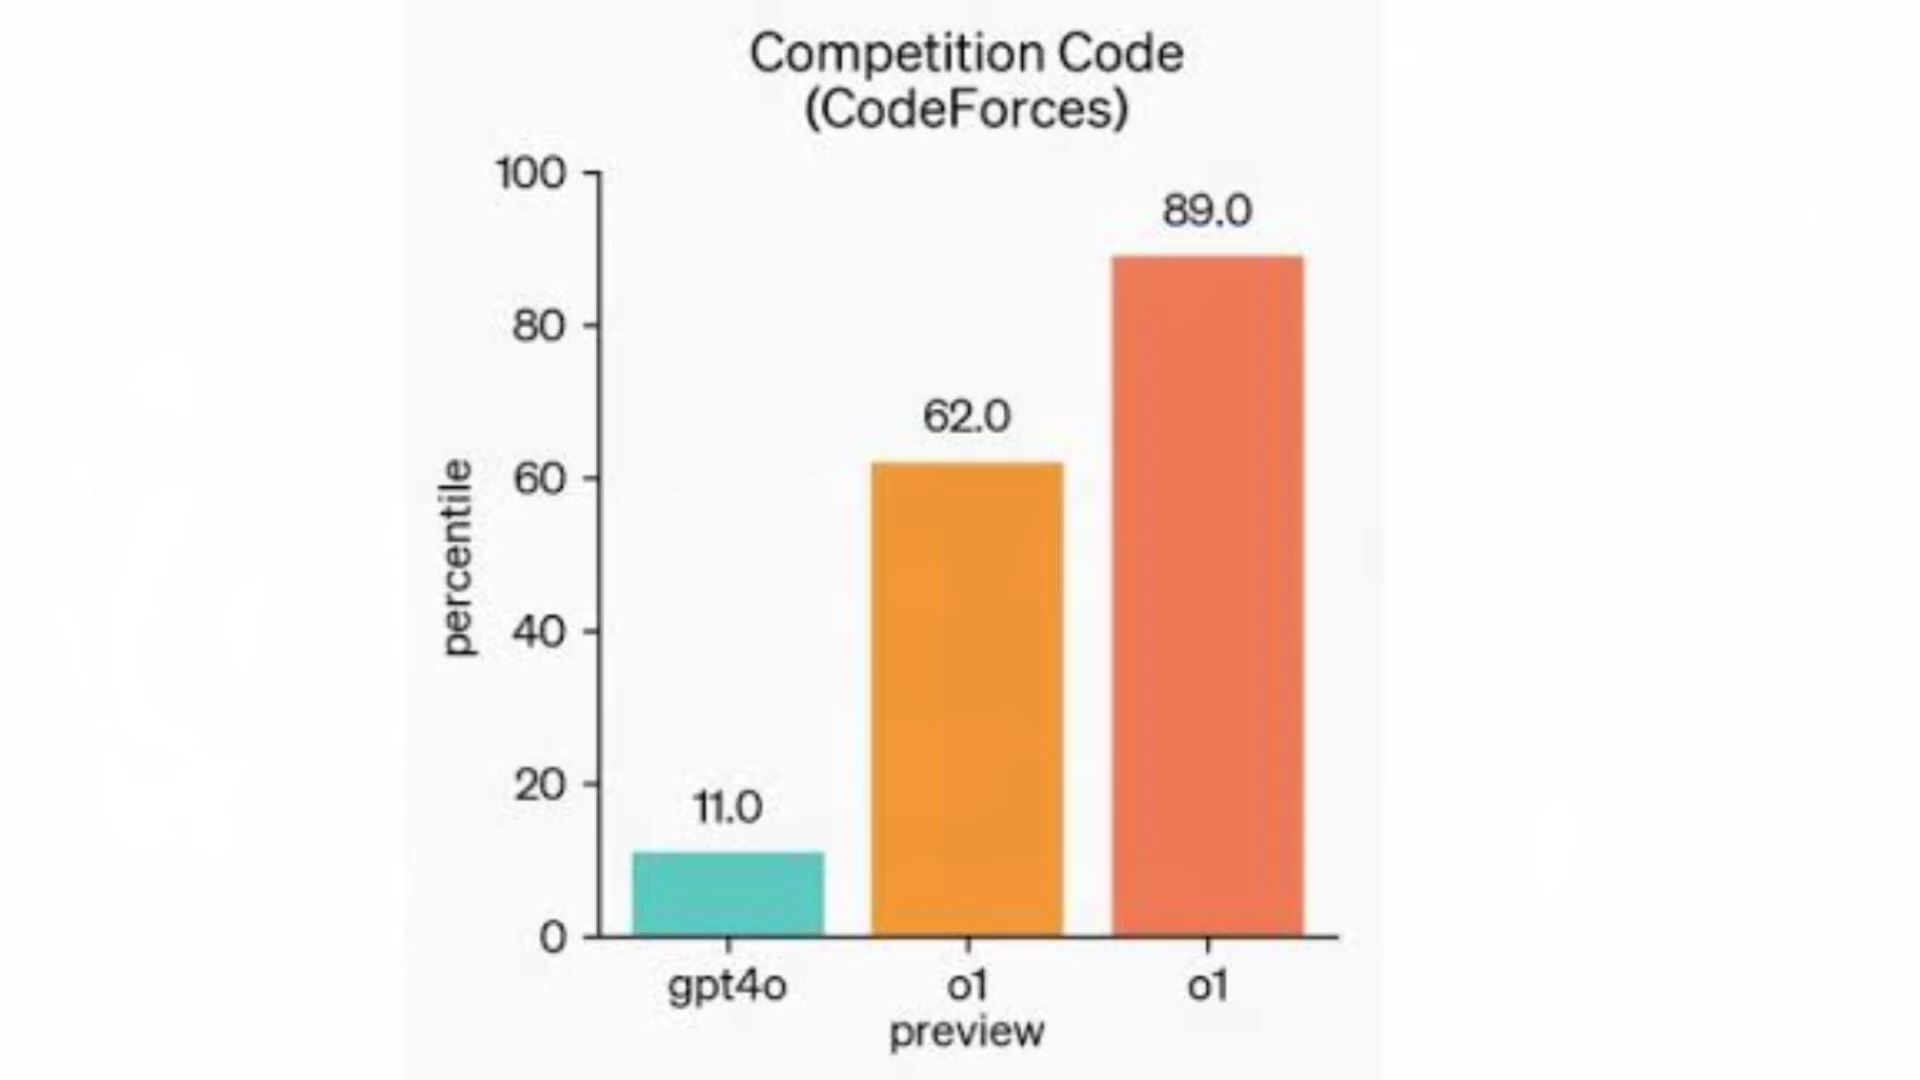 Competition Code
(CodeForces)
100
80
60
40
20
0
percentile
11.0
62.0
89.0
gpt4o
o1
preview
o1